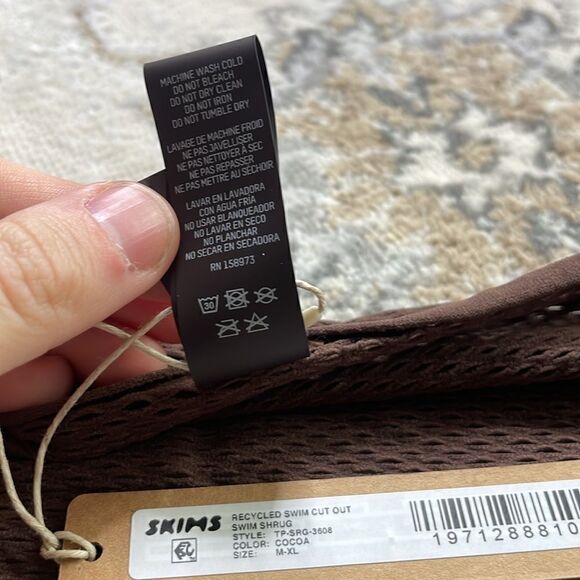 MACHINE WASH COLD
DO NOT BLEACH
DO NOT DRY CLEAN
DO NOT IRON
DO NOT TUMBLE DRY
LAVAGE DE MACHINE FROID
NE PAS JAVELLISER
NE PAS NETTOYER À SEC
NE PAS REPASSER
NE PAS METTRE AU SÉCHOIR
LAVAR EN LAVADORA
CON AGUA FRÍA
NO USAR BLANQUEADOR
NO LAVAR EN SECO
NO PLANCHAR
NO SECAR EN SECADORA
RN 158973
30
SKIMS
RECYCLED SWIM CUT OUT
SWIM SHRUG
STYLE: TP-SRG-3608
COLOR: COCOA
SIZE: M-XL
19712888810